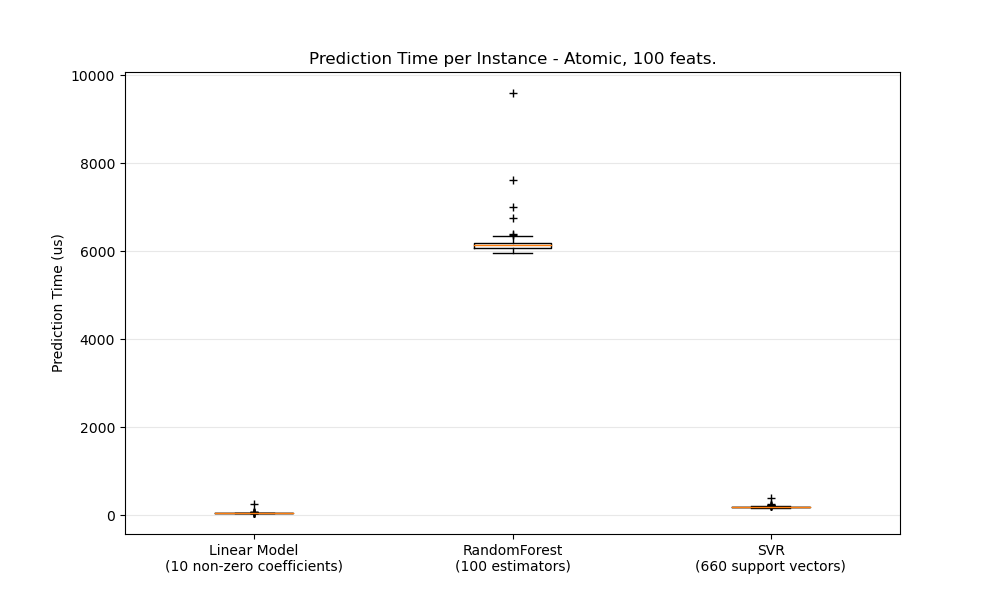 Prediction Time per Instance - Atomic, 100 feats.
10000
8000
6000
4000
2000
0
Prediction Time (us)
Linear Model
(10 non-zero coefficients)
RandomForest
(100 estimators)
SVR
(660 support vectors)